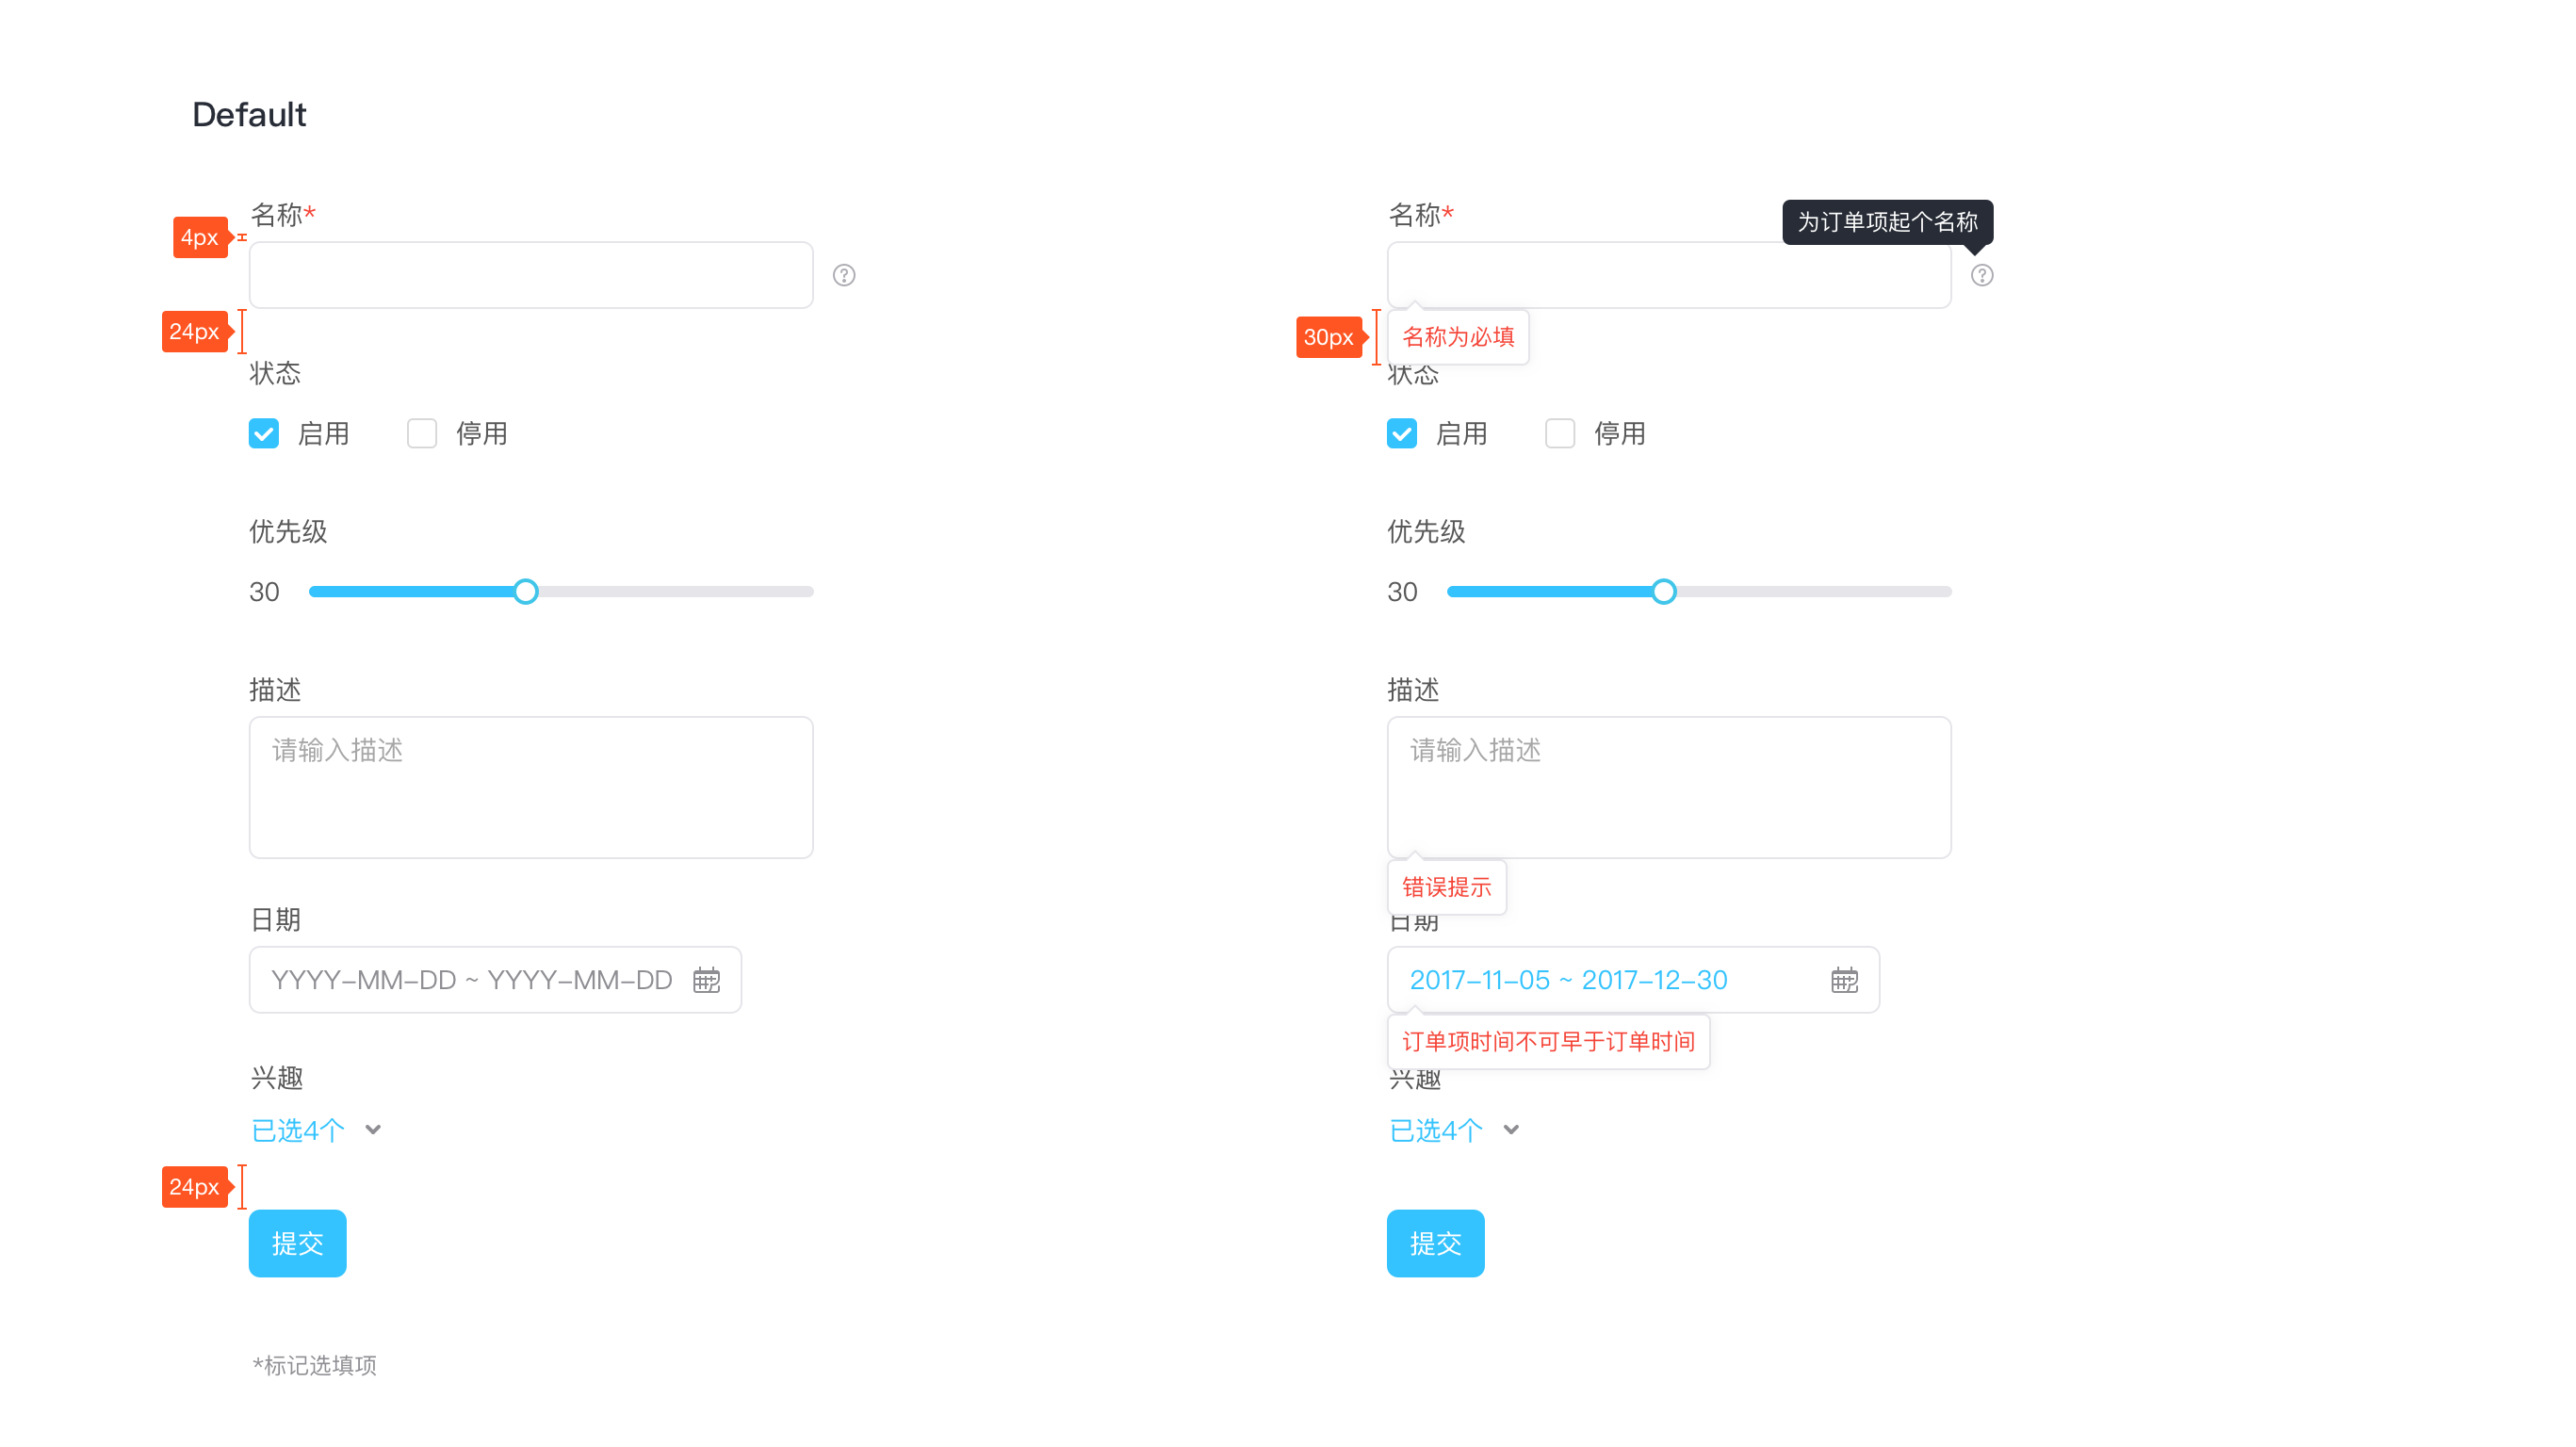 Default
名称*
4px
24px
状态
启用
停用
优先级
30
描述
请输入描述
日期
YYYY-MM-DD ~ YYYY-MM-DD
兴趣
已选4个
24px
提交
*标记选填项
名称*
为订单项起个名称
30px
名称为必填
状态
启用
停用
优先级
30
描述
请输入描述
错误提示
日期
2017-11-05 ~ 2017-12-30
订单项时间不可早于订单时间
兴趣
已选4个
提交